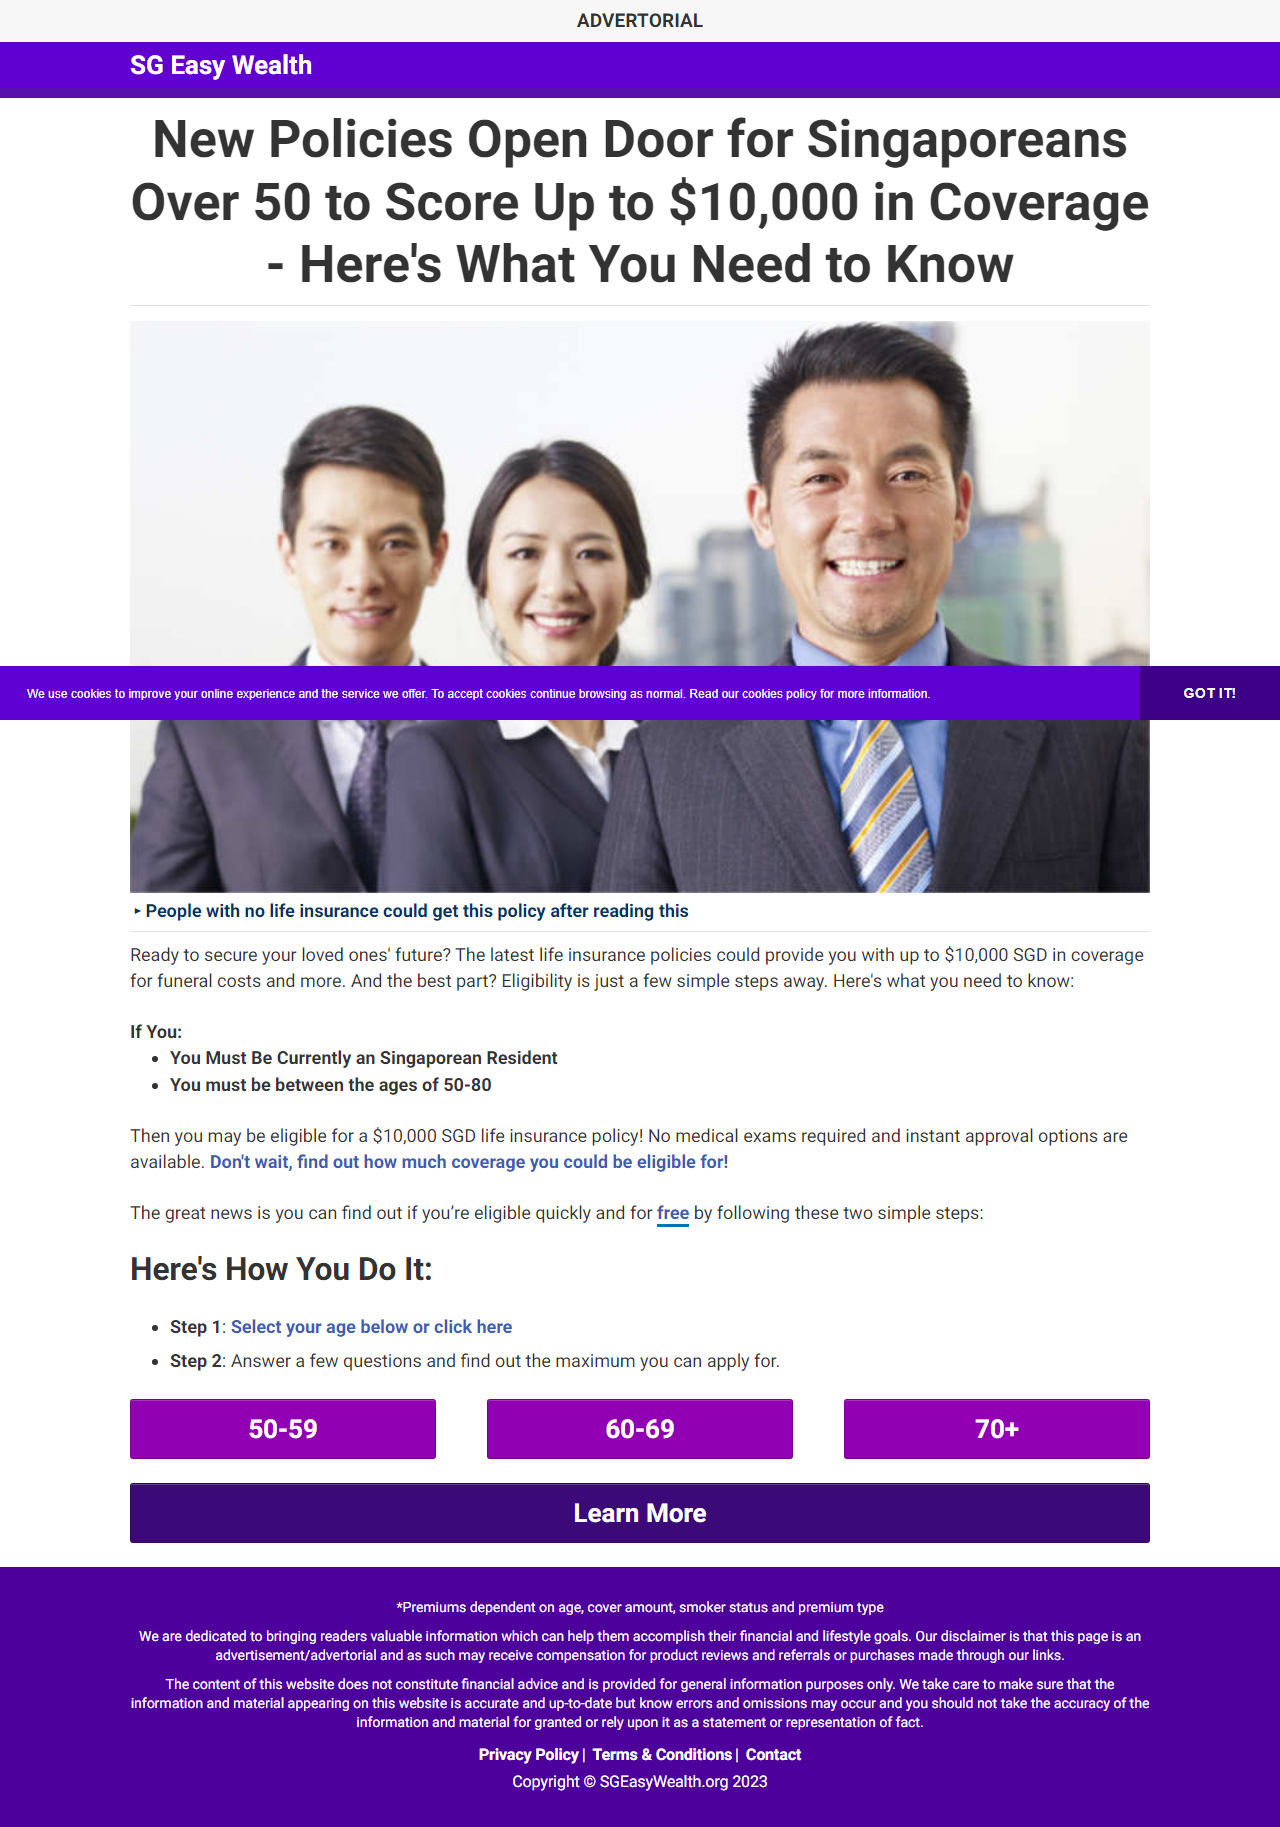 ADVERTORIAL
SG Easy Wealth
New Policies Open Door for Singaporeans
Over 50 to Score Up to $10,000 in Coverage
- Here's What You Need to Know
We use cookies to improve your online experience and the service we offer. To accept cookies continue browsing as normal. Read our cookies policy for more information.
GOT IT!
‣ People with no life insurance could get this policy after reading this
Ready to secure your loved ones' future? The latest life insurance policies could provide you with up to $10,000 SGD in coverage
for funeral costs and more. And the best part? Eligibility is just a few simple steps away. Here's what you need to know:
If You:
• You Must Be Currently an Singaporean Resident
• You must be between the ages of 50-80
Then you may be eligible for a $10,000 SGD life insurance policy! No medical exams required and instant approval options are
available. Don't wait, find out how much coverage you could be eligible for!
The great news is you can find out if you’re eligible quickly and for free by following these two simple steps:
Here's How You Do It:
• Step 1: Select your age below or click here
• Step 2: Answer a few questions and find out the maximum you can apply for.
50-59
60-69
70+
Learn More
*Premiums dependent on age, cover amount, smoker status and premium type
We are dedicated to bringing readers valuable information which can help them accomplish their financial and lifestyle goals. Our disclaimer is that this page is an
advertisement/advertorial and as such may receive compensation for product reviews and referrals or purchases made through our links.
The content of this website does not constitute financial advice and is provided for general information purposes only. We take care to make sure that the
information and material appearing on this website is accurate and up-to-date but know errors and omissions may occur and you should not take the accuracy of the
information and material for granted or rely upon it as a statement or representation of fact.
Privacy Policy | Terms & Conditions | Contact
Copyright © SGEasyWealth.org 2023